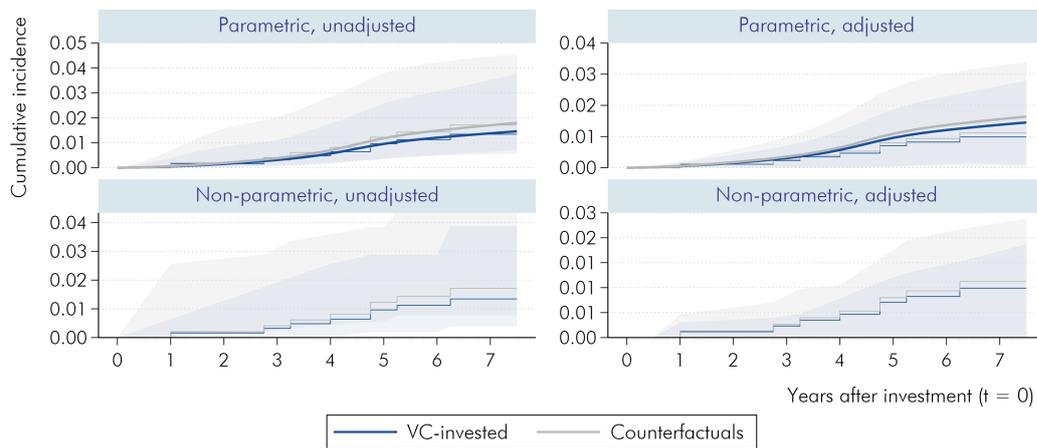 Cumulative incidence
Parametric, unadjusted
0.05
0.04
0.03
0.02
0.01
0.00
Parametric, adjusted
0.04
0.03
0.02
0.01
0.00
Non-parametric, unadjusted
0.04
0.03
0.02
0.01
0.00
0 1 2 3 4 5 6 7
Non-parametric, adjusted
0.03
0.02
0.01
0.01
0.01
0.00
0 1 2 3 4 5 6 7
Years after investment (t = 0)
VC-invested Counterfactuals